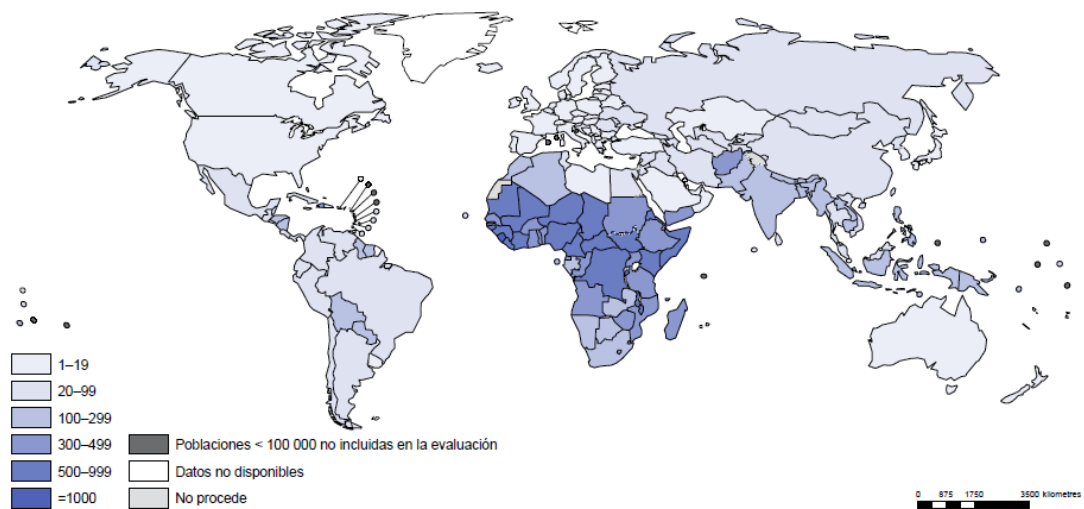 1–19
20–99
100–299
300–499
500–999
=1000
Poblaciones < 100 000 no incluidas en la evaluación
Datos no disponibles
No procede
0 875 1750 3500 kilometres